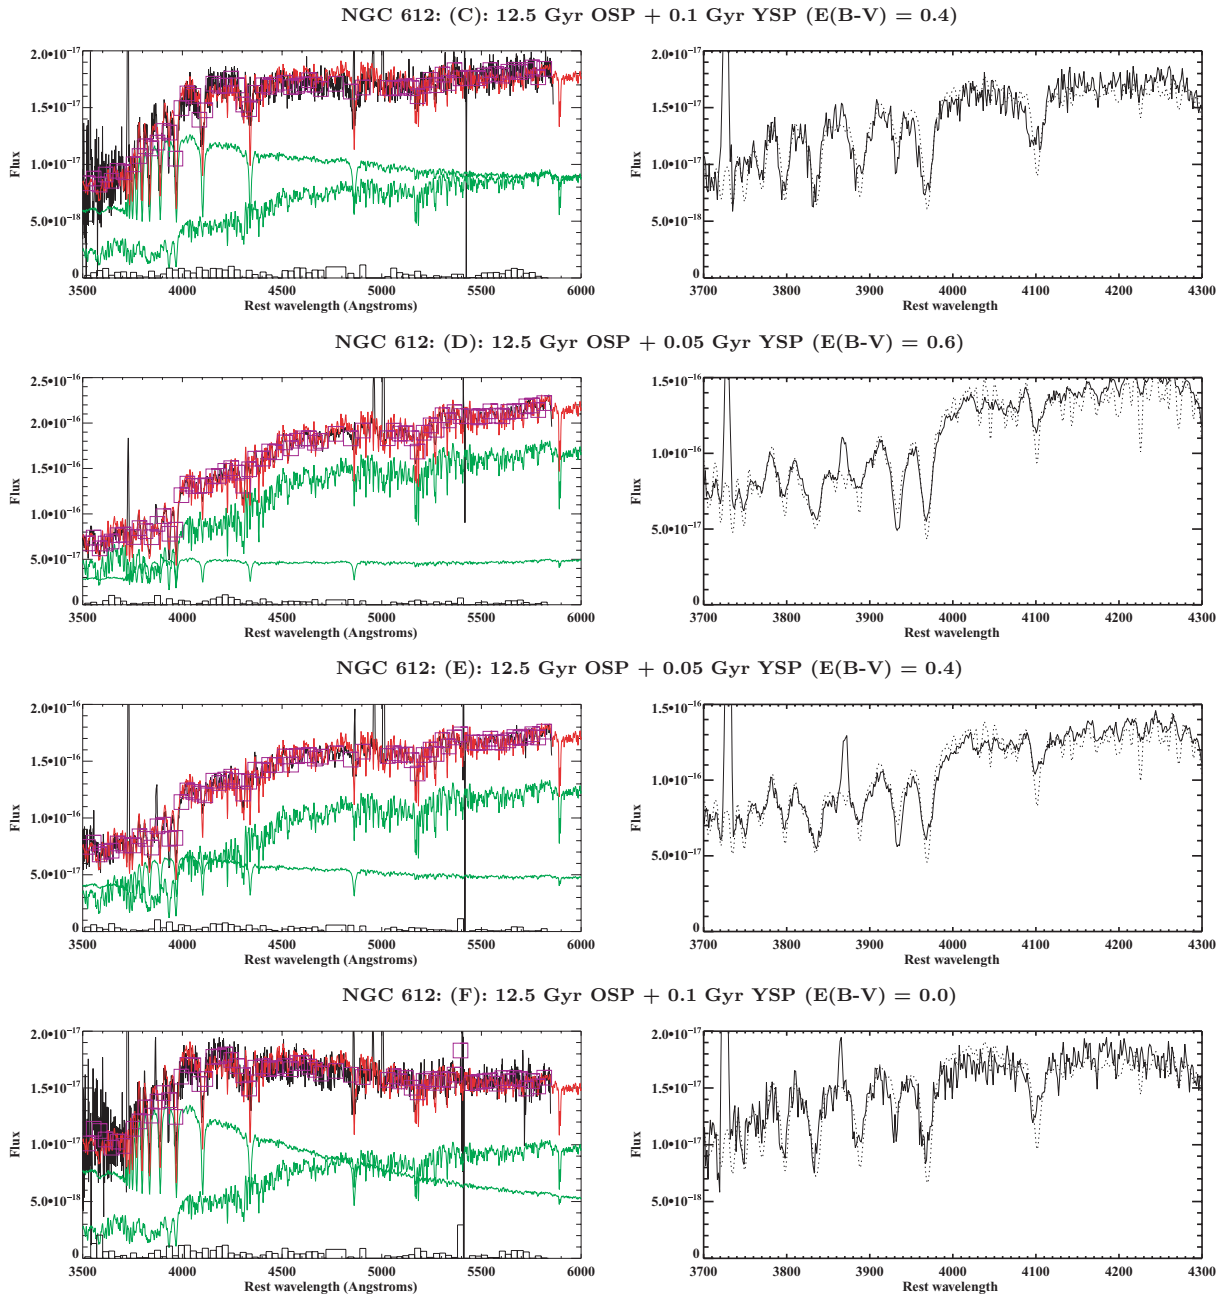 NGC 612: (C): 12.5 Gyr OSP + 0.1 Gyr YSP (E(B-V) = 0.4)
2.0•10⁻¹⁷
1.5•10⁻¹⁷
1.0•10⁻¹⁷
5.0•10⁻¹⁸
0
Flux
3500 4000 4500 5000 5500 6000
Rest wavelength (Angstroms)
2.0•10⁻¹⁷
1.5•10⁻¹⁷
1.0•10⁻¹⁷
5.0•10⁻¹⁸
0
Flux
3700 3800 3900 4000 4100 4200 4300
Rest wavelength
NGC 612: (D): 12.5 Gyr OSP + 0.05 Gyr YSP (E(B-V) = 0.6)
2.5•10⁻¹⁶
2.0•10⁻¹⁶
1.5•10⁻¹⁶
1.0•10⁻¹⁶
5.0•10⁻¹⁷
0
Flux
3500 4000 4500 5000 5500 6000
Rest wavelength (Angstroms)
1.5•10⁻¹⁶
1.0•10⁻¹⁶
5.0•10⁻¹⁷
0
Flux
3700 3800 3900 4000 4100 4200 4300
Rest wavelength
NGC 612: (E): 12.5 Gyr OSP + 0.05 Gyr YSP (E(B-V) = 0.4)
2.0•10⁻¹⁶
1.5•10⁻¹⁶
1.0•10⁻¹⁶
5.0•10⁻¹⁷
0
Flux
3500 4000 4500 5000 5500 6000
Rest wavelength (Angstroms)
1.5•10⁻¹⁶
1.0•10⁻¹⁶
5.0•10⁻¹⁷
0
Flux
3700 3800 3900 4000 4100 4200 4300
Rest wavelength
NGC 612: (F): 12.5 Gyr OSP + 0.1 Gyr YSP (E(B-V) = 0.0)
2.0•10⁻¹⁷
1.5•10⁻¹⁷
1.0•10⁻¹⁷
5.0•10⁻¹⁸
0
Flux
3500 4000 4500 5000 5500 6000
Rest wavelength (Angstroms)
2.0•10⁻¹⁷
1.5•10⁻¹⁷
1.0•10⁻¹⁷
5.0•10⁻¹⁸
0
Flux
3700 3800 3900 4000 4100 4200 4300
Rest wavelength